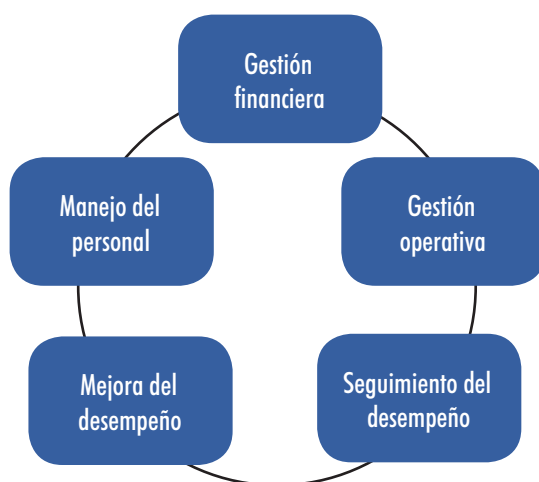 Gestión
financiera
Manejo del
personal
Gestión
operativa
Mejora del
desempeño
Seguimiento del
desempeño